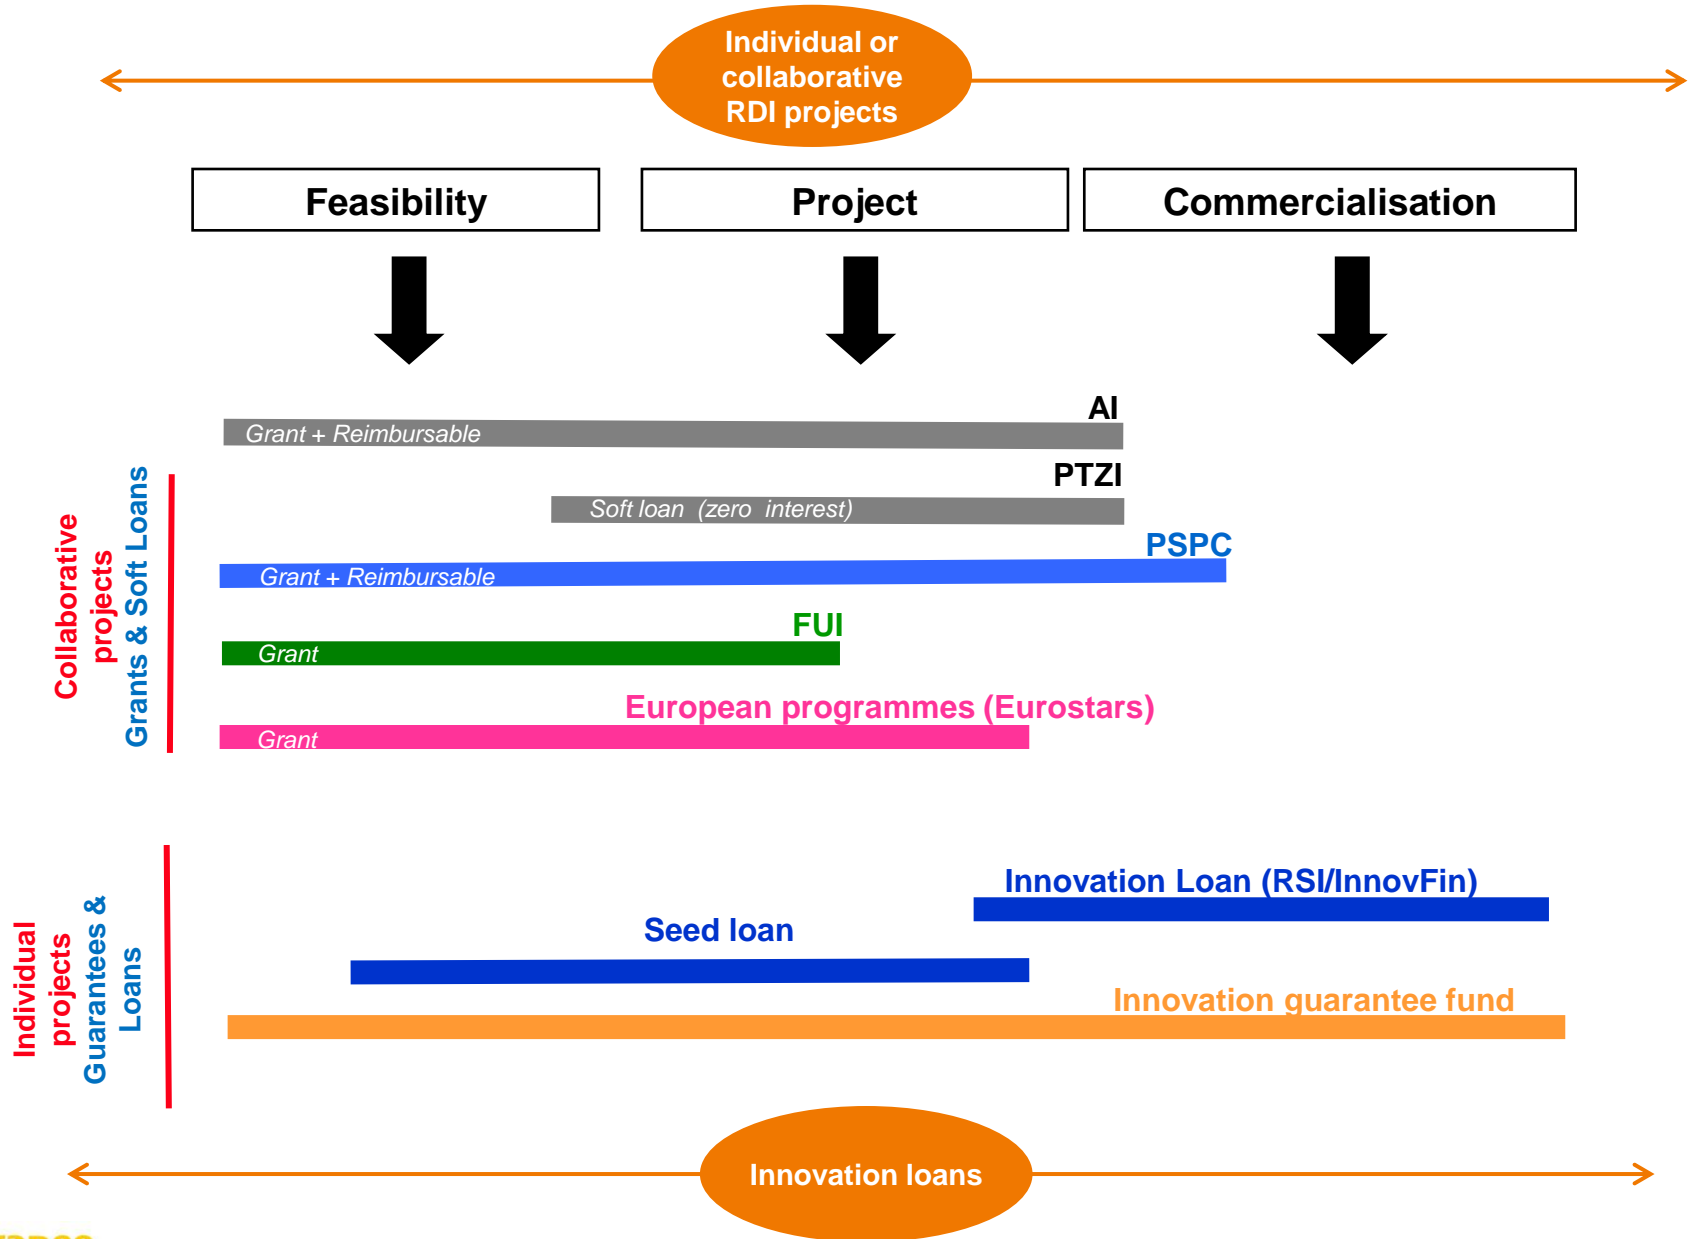 Individual or
collaborative
RDI projects
Feasibility
Project
Commercialisation
AI
Grant + Reimbursable
PTZI
Soft loan (zero interest)
PSPC
Grant + Reimbursable
FUI
Grant
European programmes (Eurostars)
Grant
Collaborative
projects
Grants & Soft Loans
Innovation Loan (RSI/InnovFin)
Seed loan
Innovation guarantee fund
Individual
projects
Guarantees &
Loans
Innovation loans